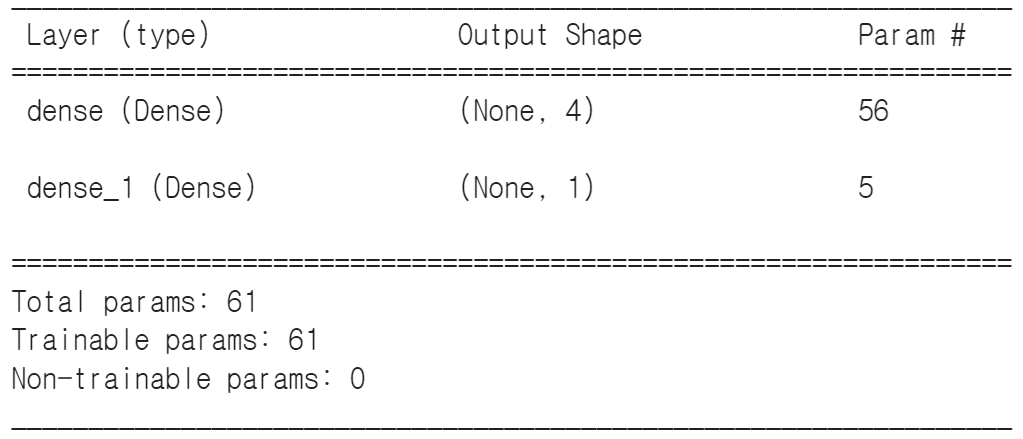 Layer (type) Output Shape Param #
=================================================================
dense (Dense) (None, 4) 56
dense_1 (Dense) (None, 1) 5
=================================================================
Total params: 61
Trainable params: 61
Non-trainable params: 0